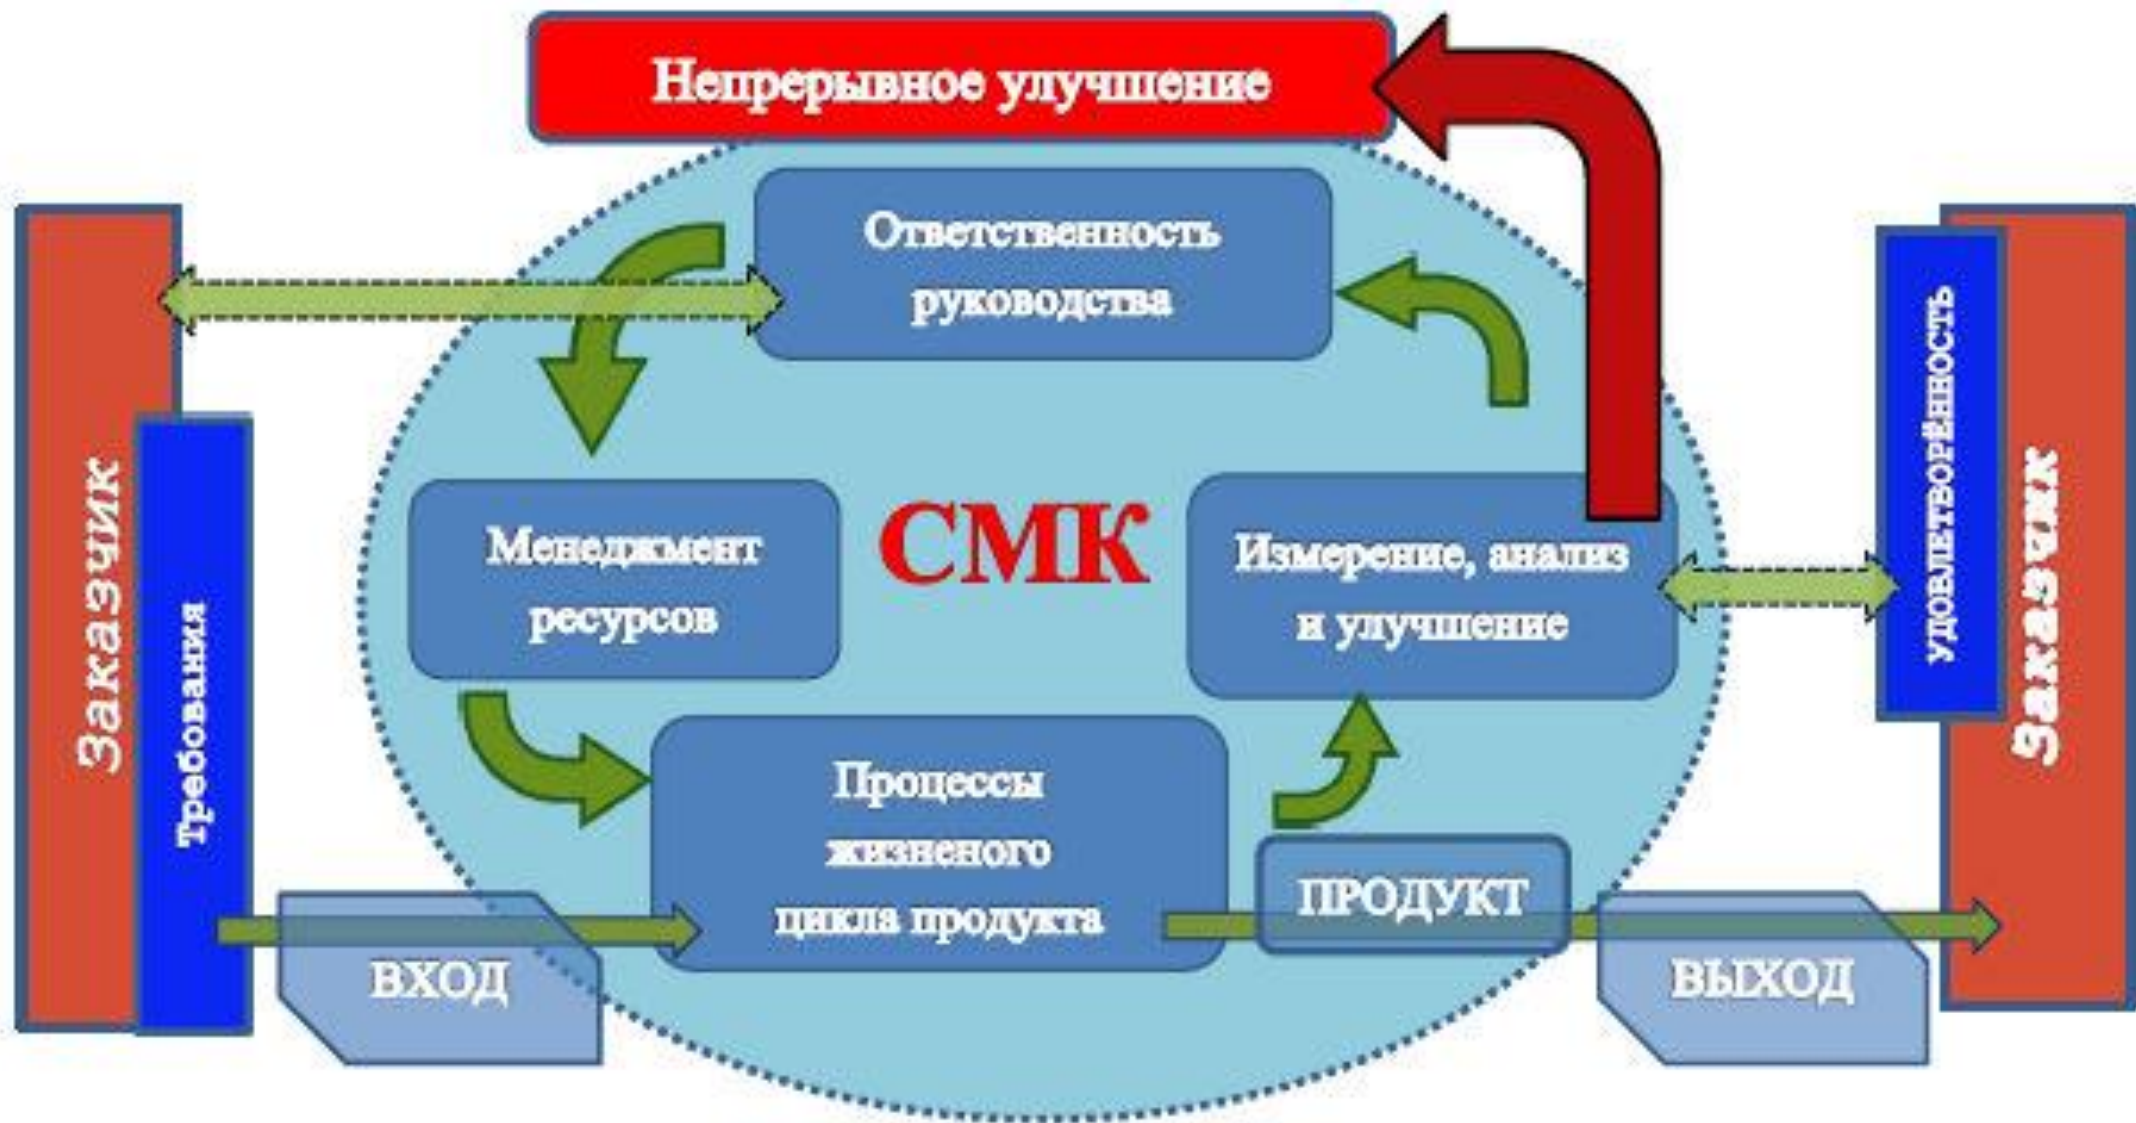 Непрерывное улучшение
Ответственность
руководства
Заказчик
Требования
Менеджмент
ресурсов
СМК
Измерение, анализ
и улучшение
УДОВЛЕТВОРЁННОСТЬ
Заказчик
Процессы
жизненого
цикла продукта
ПРОДУКТ
ВХОД
ВЫХОД